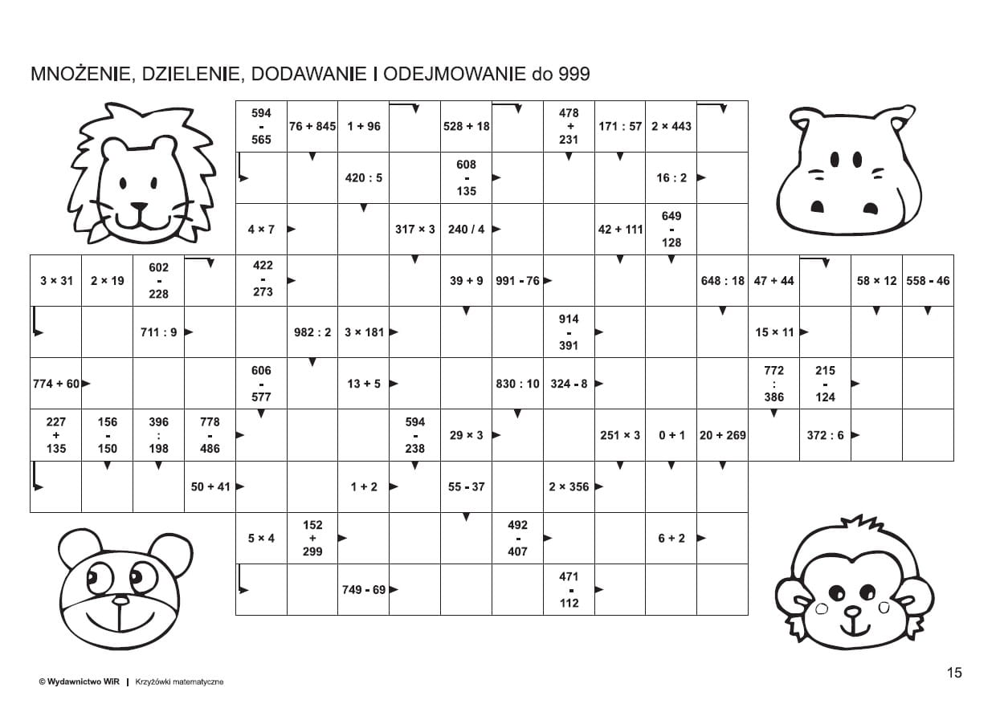 MNOŻENIE, DZIELENIE, DODAWANIE I ODEJMOWANIE do 999
594 - 565
76 + 845
1 + 96
528 + 18
478 + 231
171 : 57
2 × 443
420 : 5
608 - 135
16 : 2
4 × 7
317 × 3
240 / 4
42 + 111
649 - 128
3 × 31
2 × 19
602 - 228
422 - 273
39 + 9
991 - 76
648 : 18
47 + 44
58 × 12
558 - 46
711 : 9
982 : 2
3 × 181
914 - 391
15 × 11
774 + 60
606 - 577
13 + 5
830 : 10
324 - 8
772 : 386
215 - 124
227 + 135
156 - 150
396 : 198
778 - 486
594 - 238
29 × 3
251 × 3
0 + 1
20 + 269
372 : 6
50 + 41
1 + 2
55 - 37
2 × 356
5 × 4
152 + 299
492 - 407
6 + 2
749 - 69
471 - 112
15
© Wydawnictwo WiR | Krzyżówki matematyczne